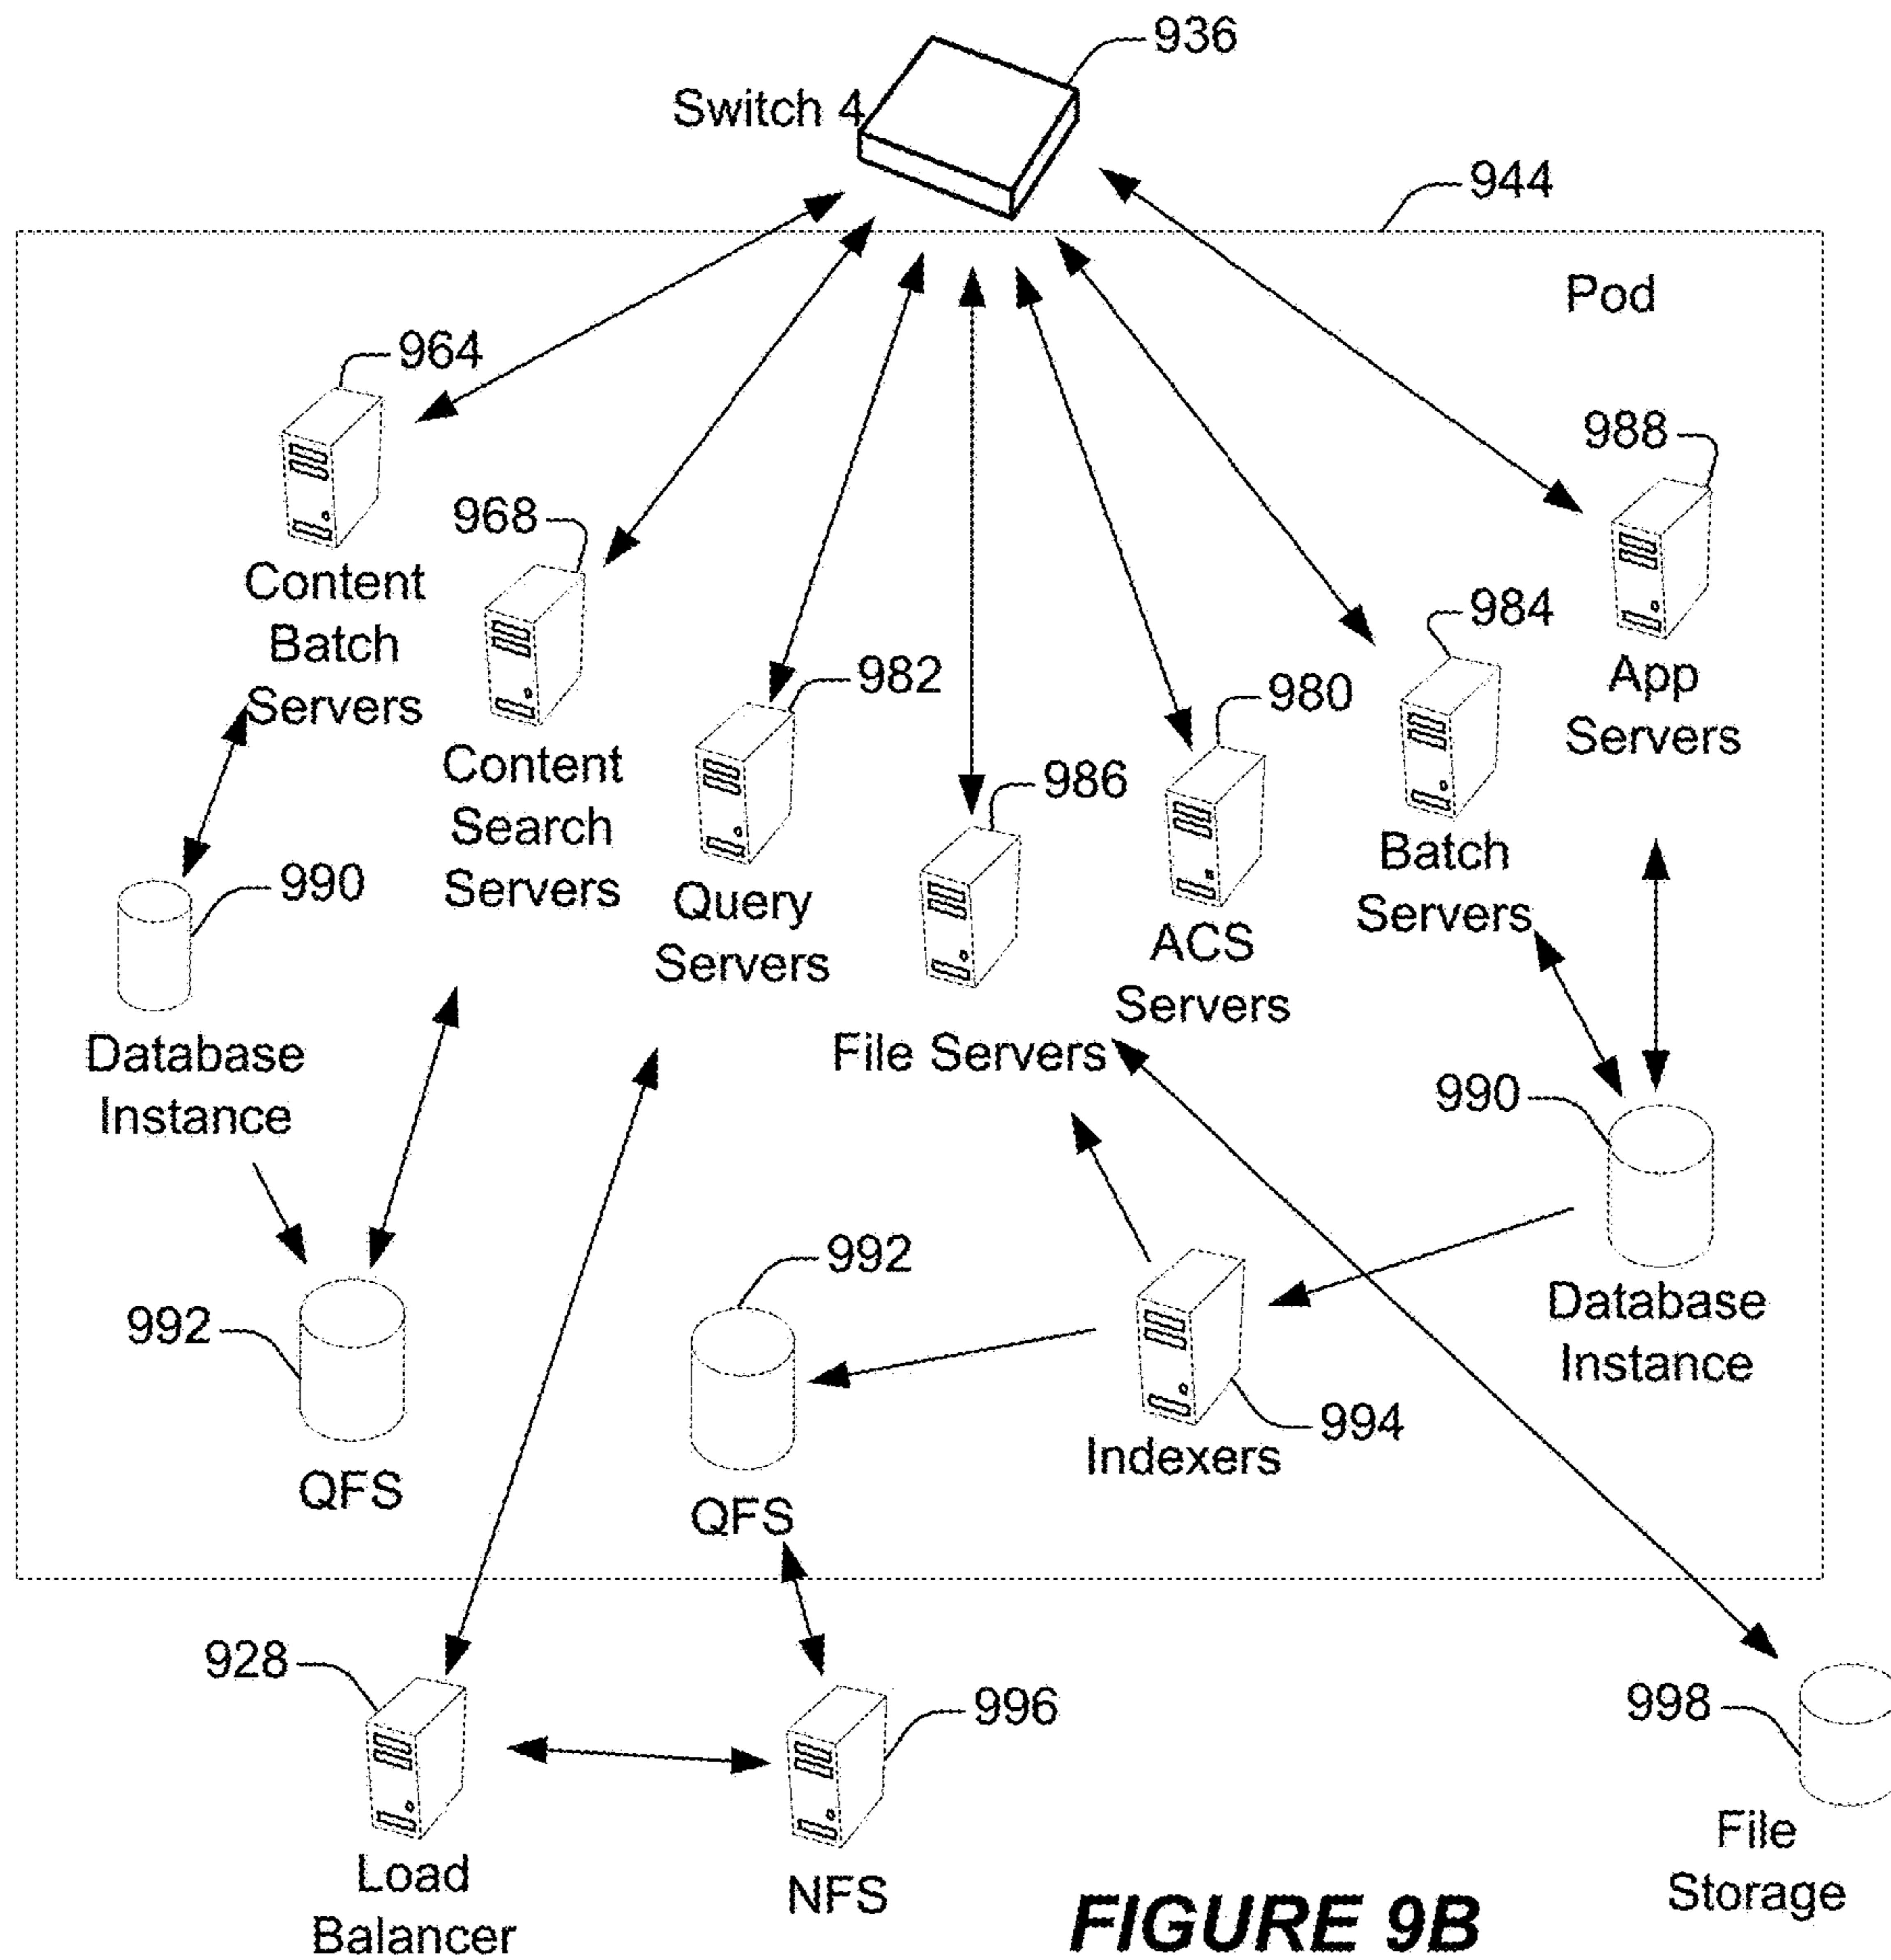 936
Switch 4
944
Pod
964
988
968
Content
Batch
Servers
984
982
980
App
Servers
Content
Search
Servers
986
Batch
Servers
990
Query
Servers
ACS
Servers
Database
Instance
File Servers
990
992
992
Database
Instance
994
Indexers
QFS
QFS
928
996
998
File
Storage
Load
Balancer
NFS
FIGURE 9B